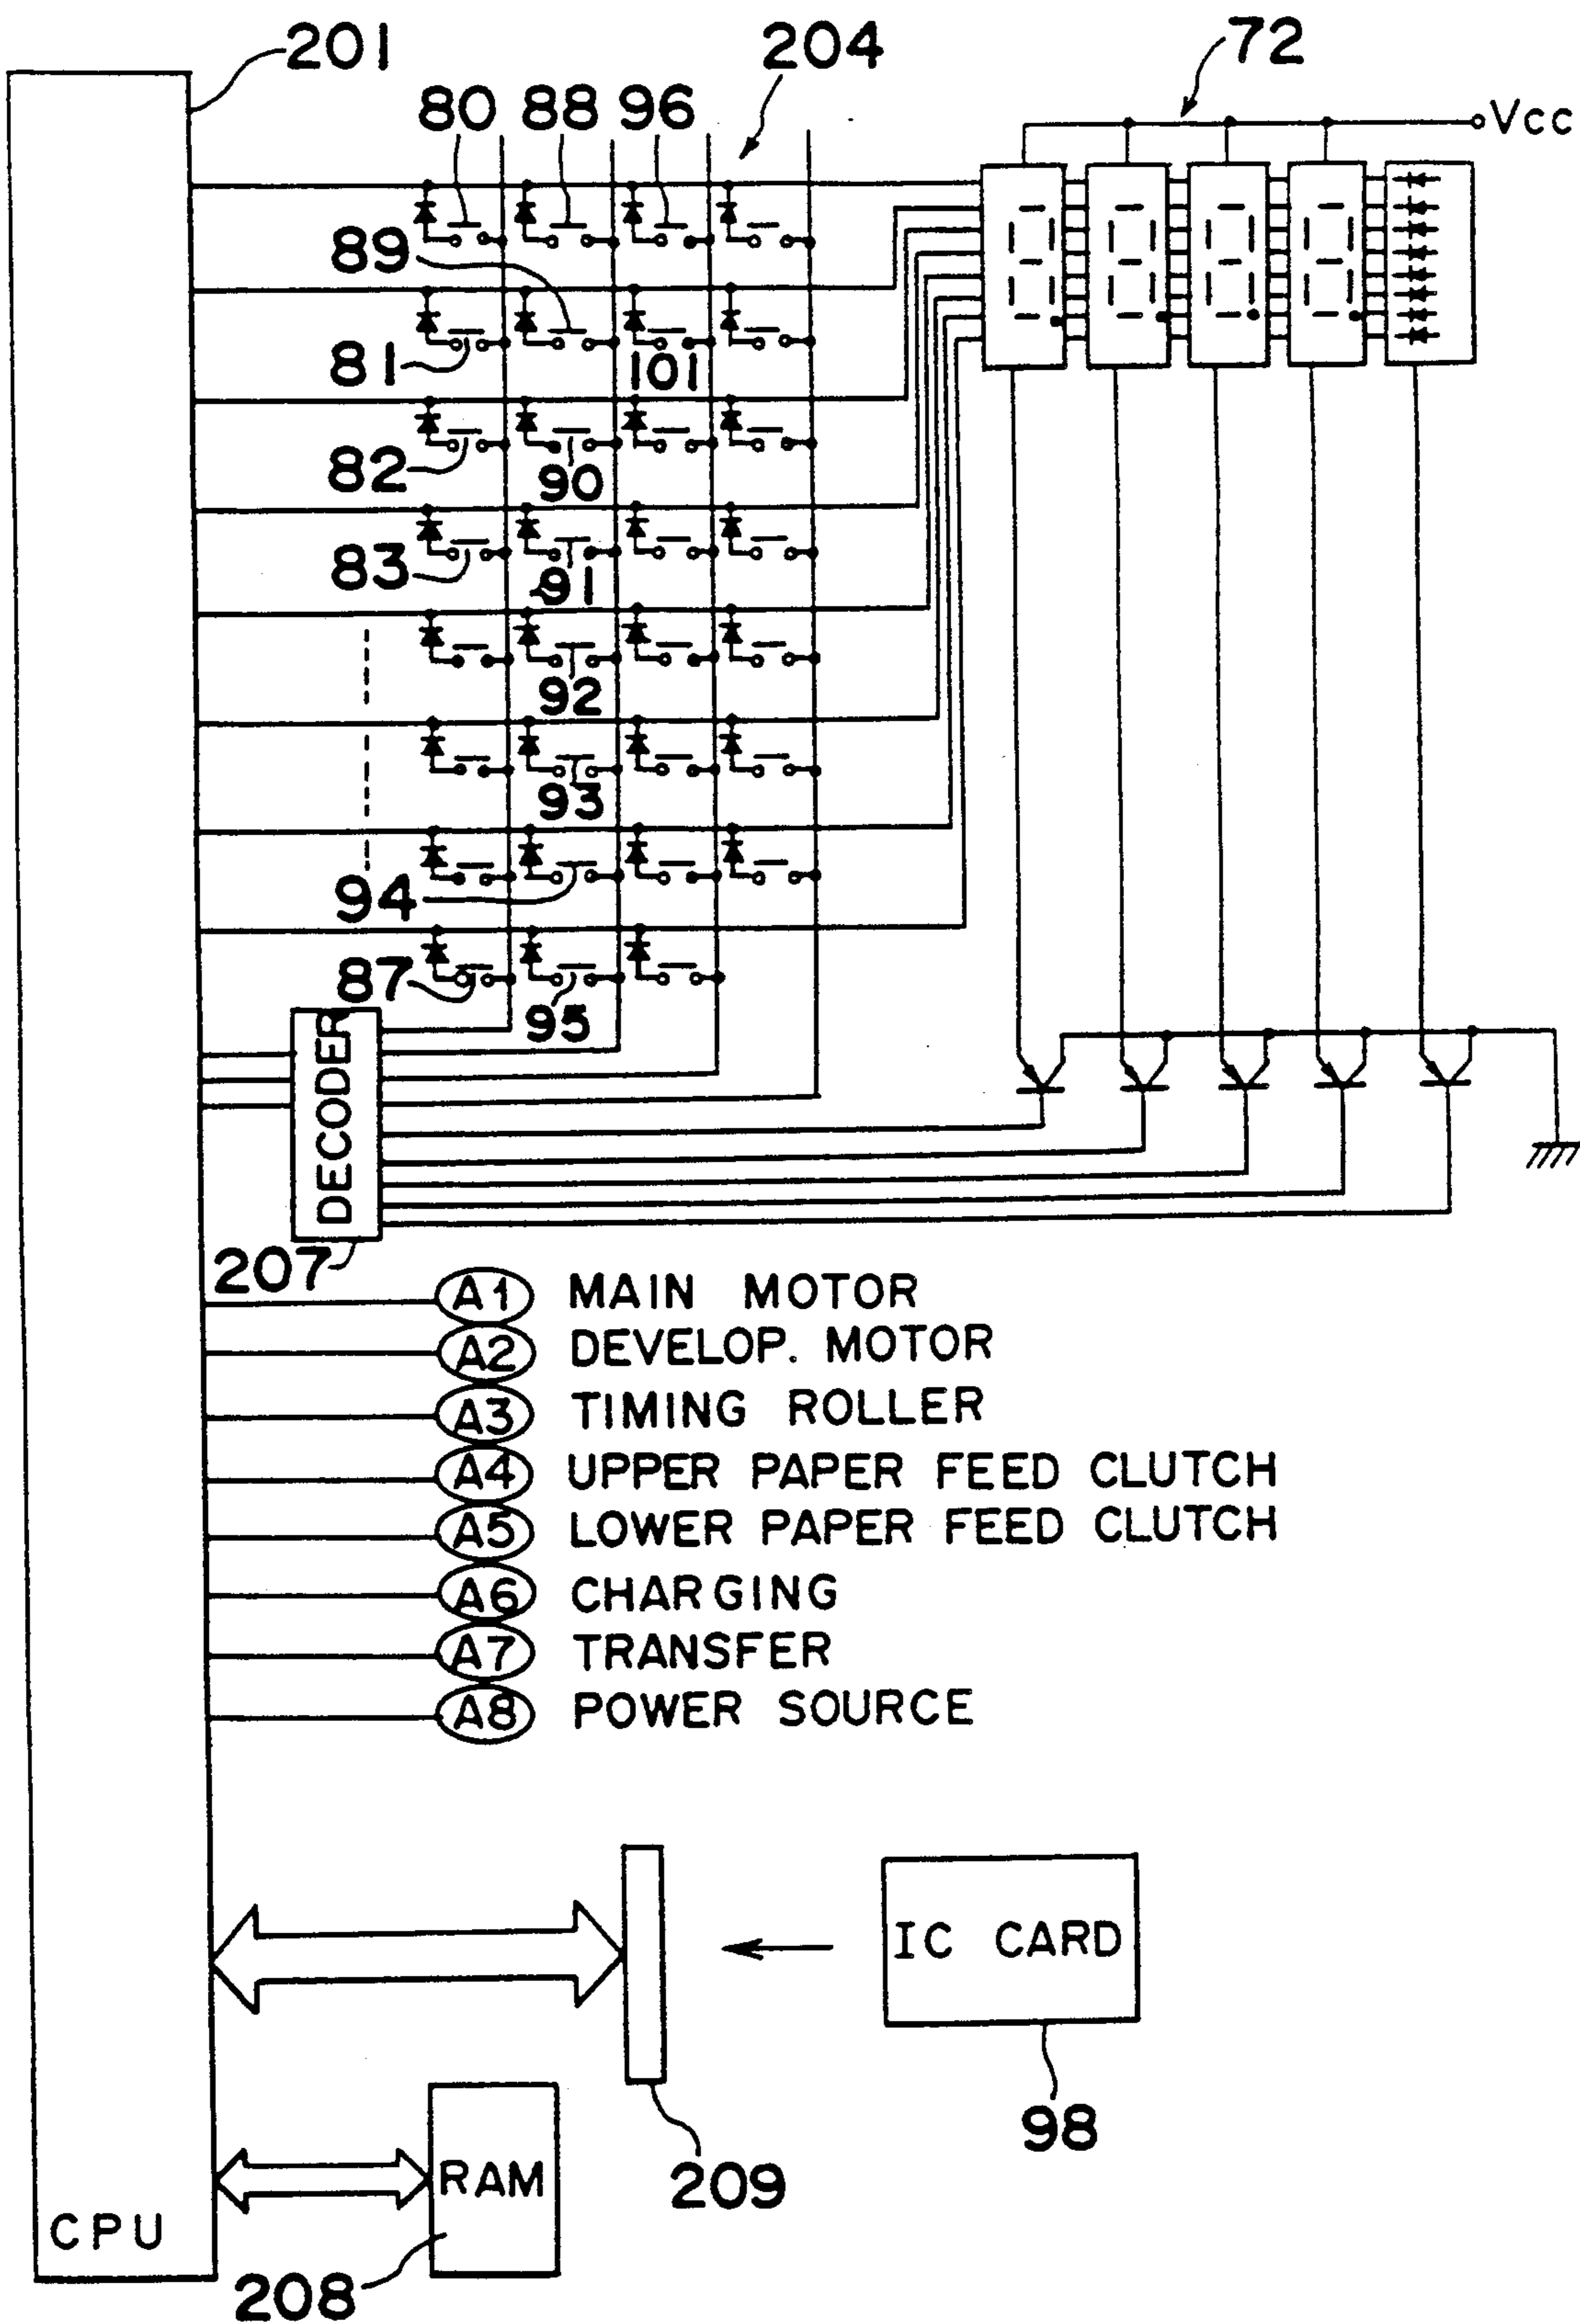 201
204
72
80 88 96
Vcc
89
81
101
82
90
83
91
92
93
94
87
95
DECODER
207
A1 MAIN MOTOR
A2 DEVELOP. MOTOR
A3 TIMING ROLLER
A4 UPPER PAPER FEED CLUTCH
A5 LOWER PAPER FEED CLUTCH
A6 CHARGING
A7 TRANSFER
A8 POWER SOURCE
IC CARD
98
209
RAM
CPU
208